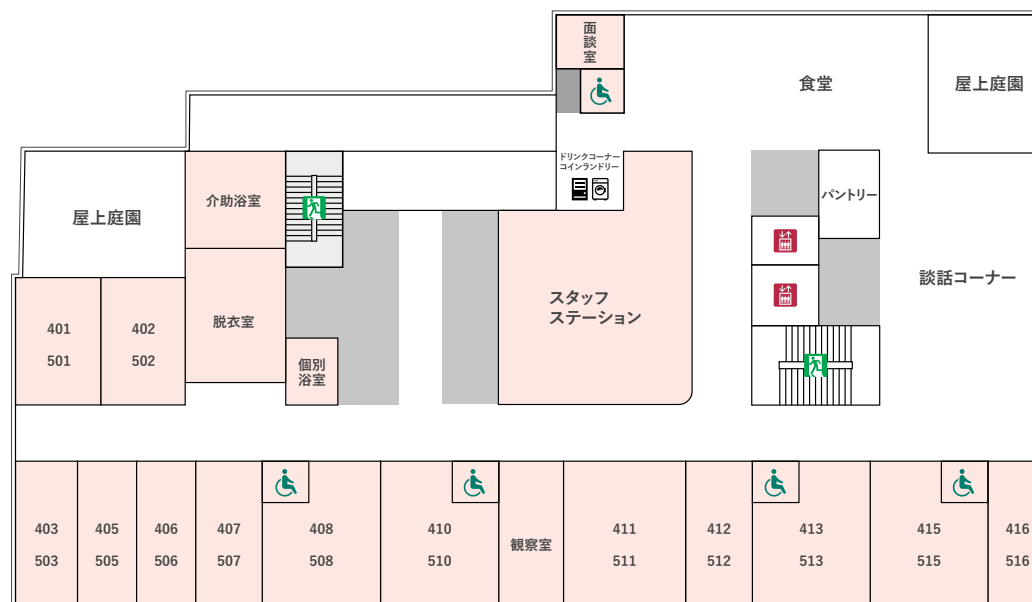 面
談
室
食堂
屋上庭園
ドリンクコーナー
コインランドリー
介助浴室
パントリー
屋上庭園
談話コーナー
スタッフ
ステーション
脱衣室
401
501
402
502
個別
浴室
403
503
405
505
406
506
407
507
408
508
410
510
観察室
411
511
412
512
413
513
415
515
416
516